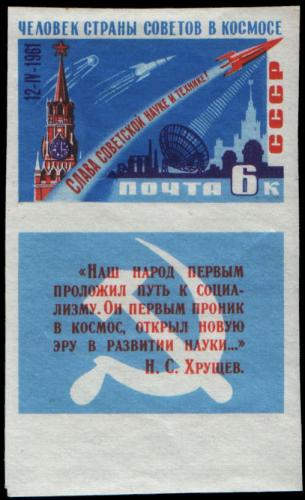 ЧЕЛОВЕК СТРАНЫ СОВЕТОВ В КОСМОСЕ
12-IV-1961
СЛАВА СОВЕТСКОЙ НАУКЕ И ТЕХНИКЕ!
СССР
ПОЧТА 6 К
«НАШ НАРОД ПЕРВЫМ
ПРОЛОЖИЛ ПУТЬ К СОЦИА-
ЛИЗМУ. ОН ПЕРВЫМ ПРОНИК
В КОСМОС, ОТКРЫЛ НОВУЮ
ЭРУ В РАЗВИТИИ НАУКИ...»
Н. С. ХРУЩЕВ.